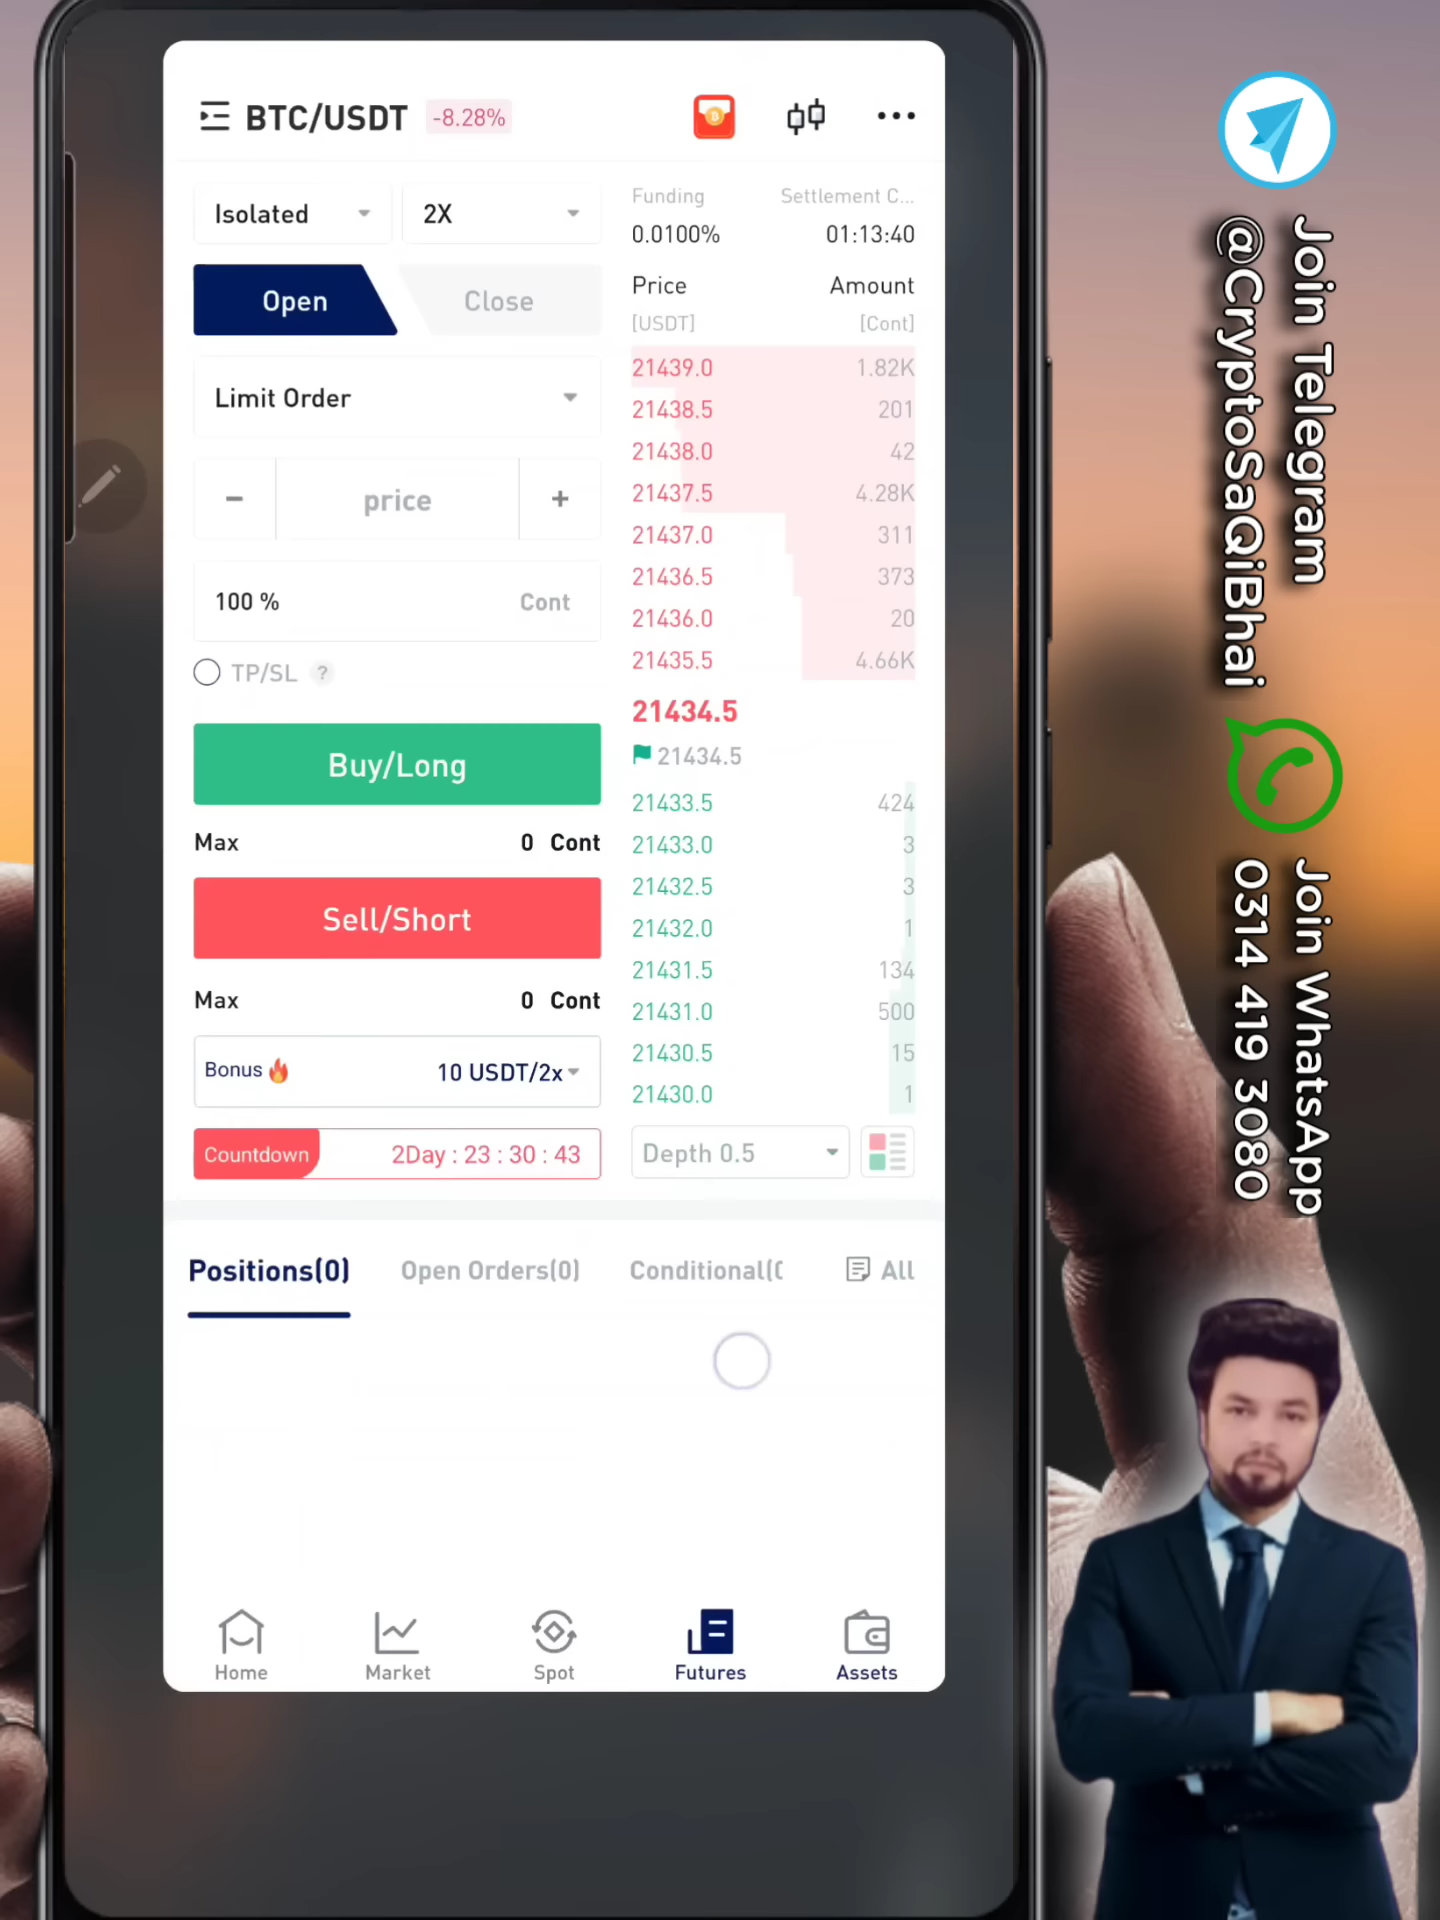 BTC/USDT -8.28%
Isolated 2X
Open Close
Limit Order
- price +
100 % Cont
TP/SL ?
Buy/Long
Max 0 Cont
Sell/Short
Max 0 Cont
Bonus 10 USDT/2x
Countdown 2Day : 23 : 30 : 43
Funding Settlement C...
0.0100% 01:13:40
Price Amount
[USDT] [Cont]
21439.0 1.82K
21438.5 201
21438.0 42
21437.5 4.28K
21437.0 311
21436.5 373
21436.0 20
21435.5 4.66K
21434.5
21434.5
21433.5 424
21433.0 3
21432.5 3
21432.0 1
21431.5 134
21431.0 500
21430.5 15
21430.0 1
Depth 0.5
Positions(0) Open Orders(0) Conditional( All
Home Market Spot Futures Assets
Join Telegram
@CryptoSaQiBhai
Join WhatsApp
0314 419 3080